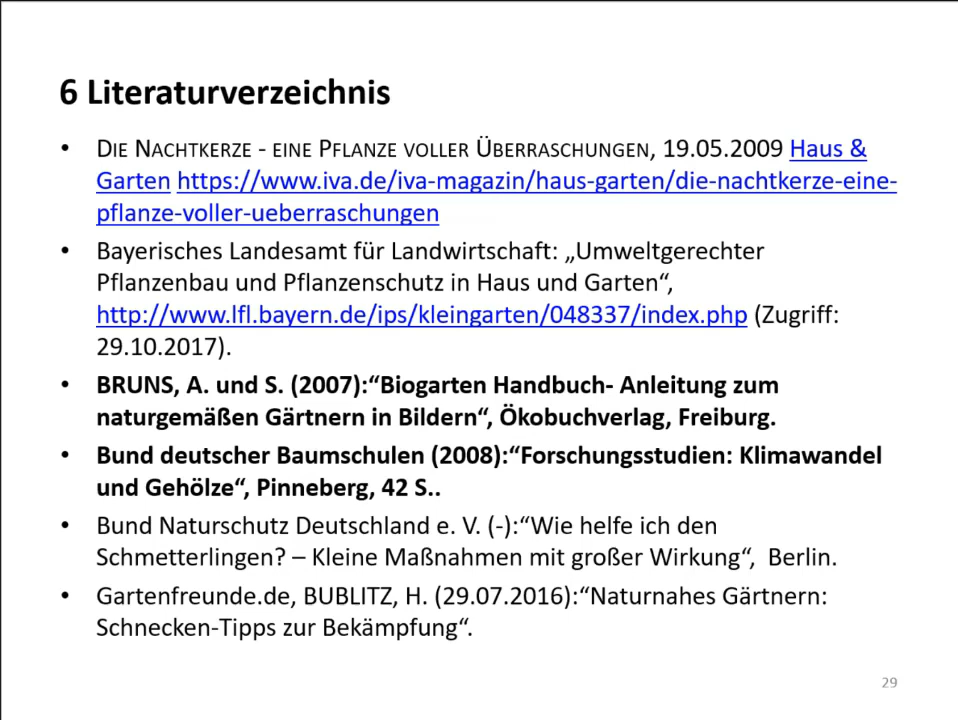 6 Literaturverzeichnis
• DIE NACHTKERZE - EINE PFLANZE VOLLER ÜBERRASCHUNGEN, 19.05.2009 Haus &
Garten https://www.iva.de/iva-magazin/haus-garten/die-nachtkerze-eine-
pflanze-voller-ueberraschungen
• Bayerisches Landesamt für Landwirtschaft: „Umweltgerechter
Pflanzenbau und Pflanzenschutz in Haus und Garten“,
http://www.lfl.bayern.de/ips/kleingarten/048337/index.php (Zugriff:
29.10.2017).
• BRUNS, A. und S. (2007):“Biogarten Handbuch- Anleitung zum
naturgemäßen Gärtnern in Bildern“, Ökobuchverlag, Freiburg.
• Bund deutscher Baumschulen (2008):“Forschungsstudien: Klimawandel
und Gehölze“, Pinneberg, 42 S..
• Bund Naturschutz Deutschland e. V. (-):“Wie helfe ich den
Schmetterlingen? – Kleine Maßnahmen mit großer Wirkung“,  Berlin.
• Gartenfreunde.de, BUBLITZ, H. (29.07.2016):“Naturnahes Gärtnern:
Schnecken-Tipps zur Bekämpfung“.
29